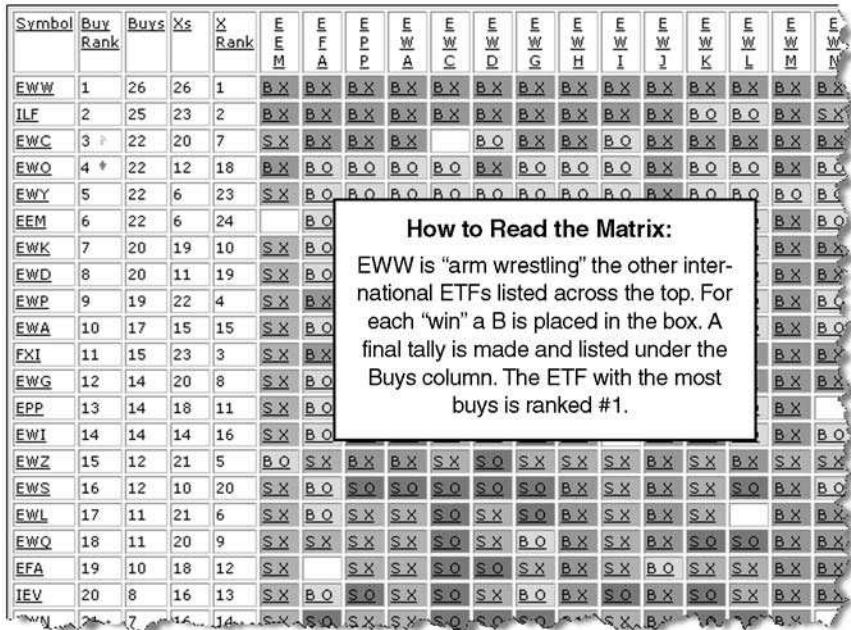 Symbol Buy Rank Buys Xs X Rank EEM EFA EPP EWA EWC EWD EWG EWH EWI EWJ EWK EWL EWM EWN
EWW 1 26 26 1 B X B X B X B X B X B X B X B X B X B X B X B X B X B X
ILF 2 25 23 2 B X B X B X B X B X B X B X B X B X B X B O B O B X S X
EWC 3 22 20 7 S X B X B X B X B O B X B X B O B X B X B X B X B X
EWO 4 22 12 18 B X B O B O B O B O B X B O B O B O B X B O B O B X B O
EWY 5 22 6 23 S X B O B O B O B O B O B O B O B O B X B O B O B O B O
EEM 6 22 6 24 B O B X B O
EWK 7 20 19 10 S X B O B X B X
EWD 8 20 11 19 S X B O B X B X
EWP 9 19 22 4 S X B X B X B O
EWA 10 17 15 15 S X B O B X B O
FXI 11 15 23 3 S X B X B X B X
EWG 12 14 20 8 S X B O B X B X
EPP 13 14 18 11 S X B O B X
EWI 14 14 14 16 S X B O B X B O
How to Read the Matrix:
EWW is “arm wrestling” the other inter-
national ETFs listed across the top. For
each “win” a B is placed in the box. A
final tally is made and listed under the
Buys column. The ETF with the most
buys is ranked #1.
EWZ 15 12 21 5 B O S X B X B X S X S O S X S X S X B X S X B X S X S X
EWS 16 12 10 20 S X B O S O S O S O S O S O B X S X B X S X S O B X B O
EWL 17 11 21 6 S X B O S X S X S O S X S O B X S X B X S X B X B X
EWQ 18 11 20 9 S X S X S X S X S O S X B O B X S X B X S O S O B X B X
EFA 19 10 18 12 S X S X S X S O S O S X S X S X B O S X S X B X B X
IEV 20 8 16 13 S X B O S O S X S O S X B O B X S O B X S O S X B X B X